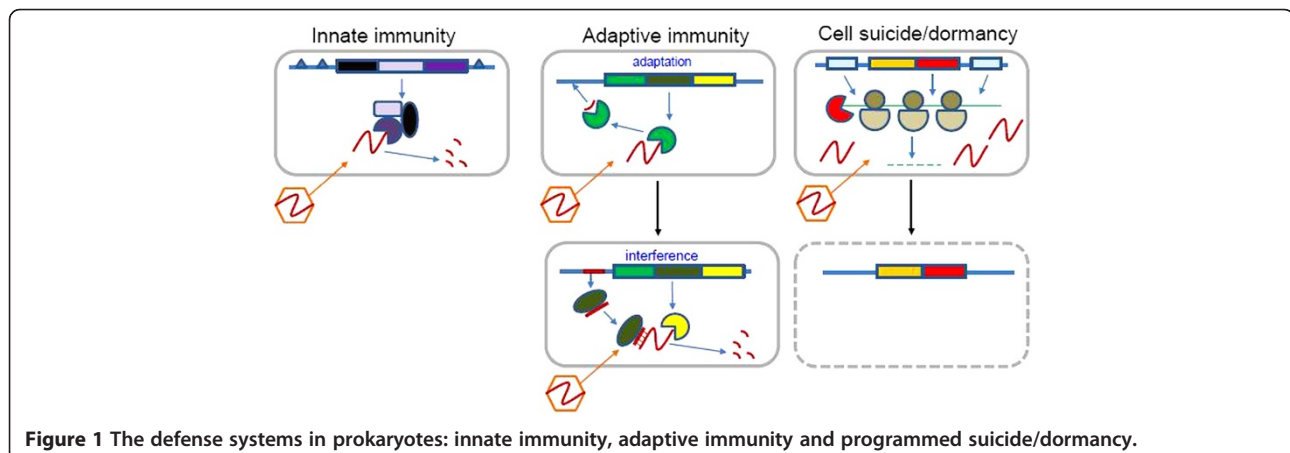 Innate immunity
Adaptive immunity
Cell suicide/dormancy
adaptation
interference
Figure 1 The defense systems in prokaryotes: innate immunity, adaptive immunity and programmed suicide/dormancy.